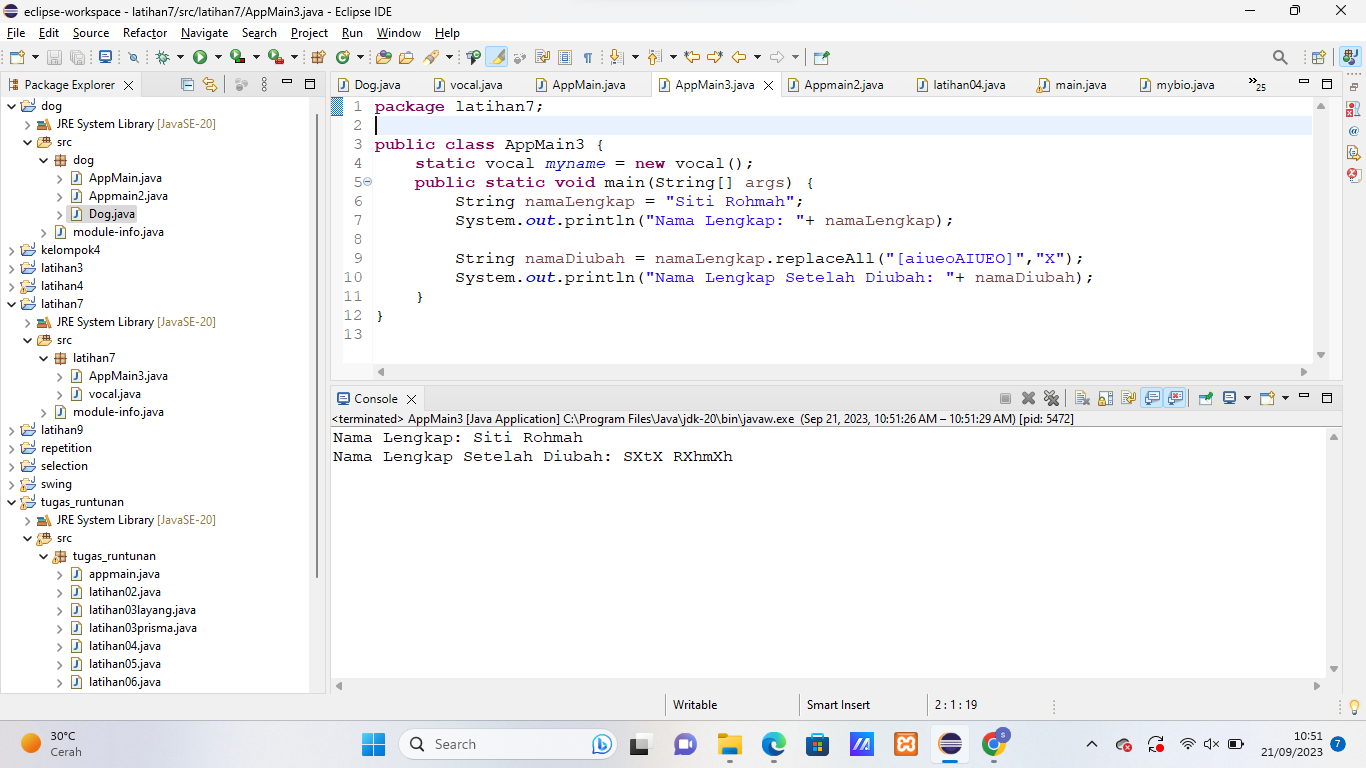 eclipse-workspace - latihan7/src/latihan7/AppMain3.java - Eclipse IDE
File Edit Source Refactor Navigate Search Project Run Window Help
Package Explorer
dog
JRE System Library [JavaSE-20]
src
dog
AppMain.java
Appmain2.java
Dog.java
module-info.java
kelompok4
latihan3
latihan4
latihan7
JRE System Library [JavaSE-20]
src
latihan7
AppMain3.java
vocal.java
module-info.java
latihan9
repetition
selection
swing
tugas_runtunan
JRE System Library [JavaSE-20]
src
tugas_runtunan
appmain.java
latihan02.java
latihan03layang.java
latihan03prisma.java
latihan04.java
latihan05.java
latihan06.java
Dog.java vocal.java AppMain.java AppMain3.java Appmain2.java latihan04.java main.java mybio.java »25
1 package latihan7;
2
3 public class AppMain3 {
4 static vocal myname = new vocal();
5 public static void main(String[] args) {
6 String namaLengkap = "Siti Rohmah";
7 System.out.println("Nama Lengkap: "+ namaLengkap);
8
9 String namaDiubah = namaLengkap.replaceAll("[aiueoAIUEO]","X");
10 System.out.println("Nama Lengkap Setelah Diubah: "+ namaDiubah);
11 }
12 }
13
Console
<terminated> AppMain3 [Java Application] C:\Program Files\Java\jdk-20\bin\javaw.exe (Sep 21, 2023, 10:51:26 AM – 10:51:29 AM) [pid: 5472]
Nama Lengkap: Siti Rohmah
Nama Lengkap Setelah Diubah: SXtX RXhmXh
Writable Smart Insert 2 : 1 : 19
30°C
Cerah
Search
S
10:51
21/09/2023
7